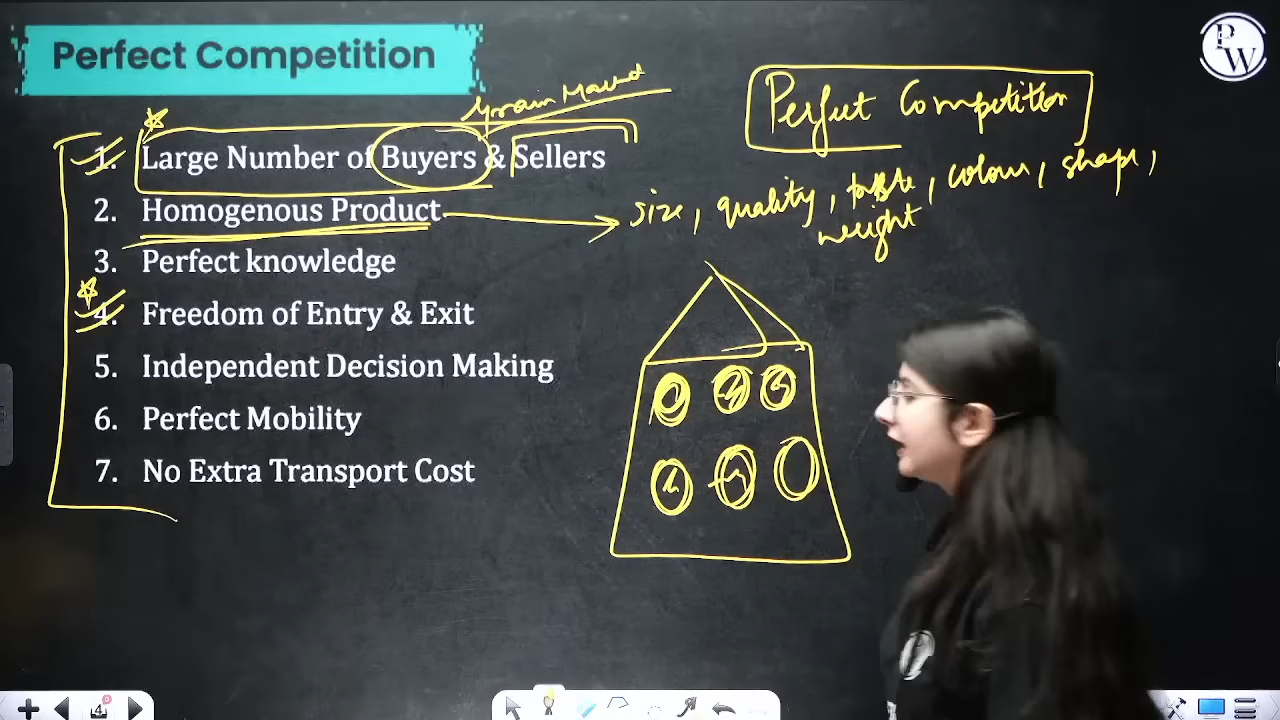 Perfect Competition
PW
Grain Market
Perfect Competition
1. Large Number of Buyers & Sellers
size, quality, taste, colour, shape,
weight
2. Homogenous Product
3. Perfect knowledge
4. Freedom of Entry & Exit
5. Independent Decision Making
6. Perfect Mobility
7. No Extra Transport Cost
4